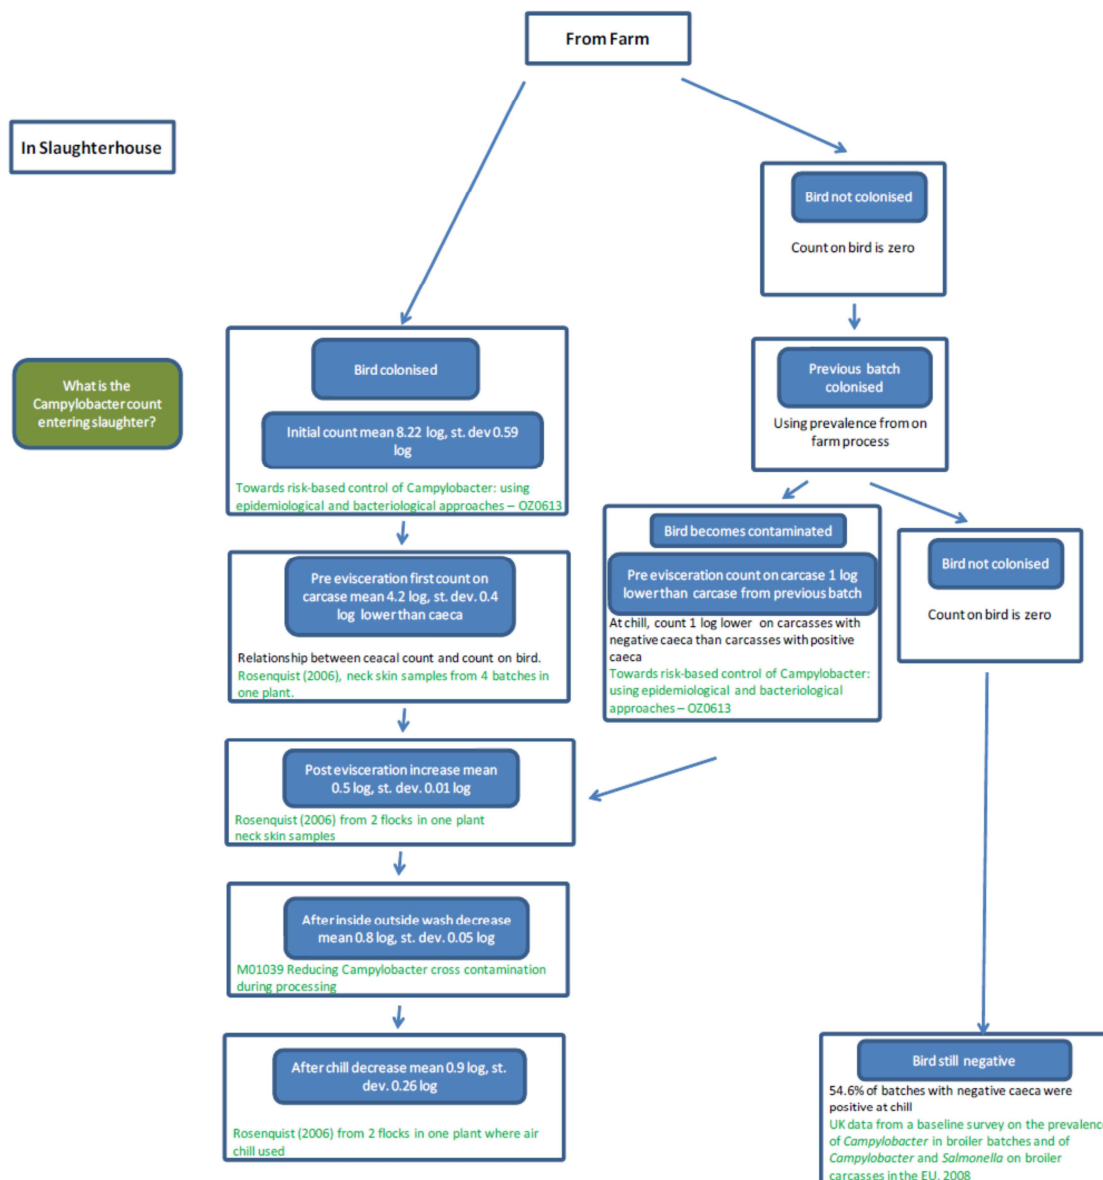 From Farm
In Slaughterhouse
Bird not colonised
Count on bird is zero
What is the
Campylobacter count
entering slaughter?
Bird colonised
Initial count mean 8.22 log, st. dev 0.59
log
Towards risk-based control of Campylobacter: using
epidemiological and bacteriological approaches – OZ0613
Previous batch
colonised
Using prevalence from on
farm process
Pre evisceration first count on
carcase mean 4.2 log, st. dev. 0.4
log lower than caeca
Relationship between ceacal count and count on bird.
Rosenquist (2006), neck skin samples from 4 batches in
one plant.
Bird becomes contaminated
Pre evisceration count on carcase 1 log
lower than carcase from previous batch
At chill, count 1 log lower on carcasses with
negative caeca than carcasses with positive
caeca
Towards risk-based control of Campylobacter:
using epidemiological and bacteriological
approaches – OZ0613
Bird not colonised
Count on bird is zero
Post evisceration increase mean
0.5 log, st. dev. 0.01 log
Rosenquist (2006) from 2 flocks in one plant
neck skin samples
After inside outside wash decrease
mean 0.8 log, st. dev. 0.05 log
M01039 Reducing Campylobacter cross contamination
during processing
After chill decrease mean 0.9 log, st.
dev. 0.26 log
Rosenquist (2006) from 2 flocks in one plant where air
chill used
Bird still negative
54.6% of batches with negative caeca were
positive at chill
UK data from a baseline survey on the prevalence
of Campylobacter in broiler batches and of
Campylobacter and Salmonella on broiler
carcasses in the EU, 2008